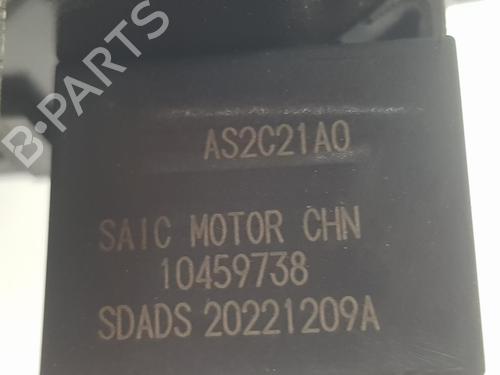 AS2C21A0
SAIC MOTOR CHN
10459738
SDADS 20221209A
B-PARTS